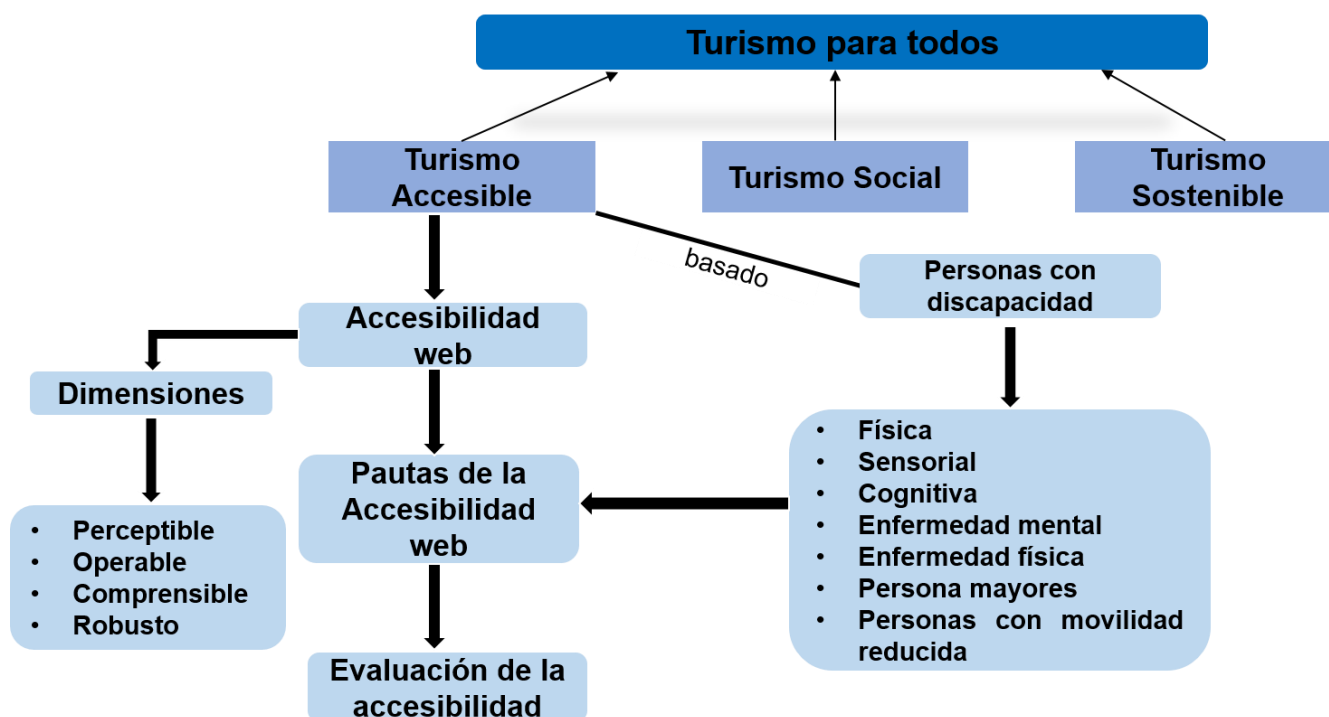 Turismo para todos
Turismo
Accesible
Turismo Social
Turismo
Sostenible
basado
Personas con
discapacidad
Accesibilidad
web
Dimensiones
Pautas de la
Accesibilidad
web
• Física
• Sensorial
• Cognitiva
• Enfermedad mental
• Enfermedad física
• Persona mayores
• Personas con movilidad
reducida
• Perceptible
• Operable
• Comprensible
• Robusto
Evaluación de la
accesibilidad